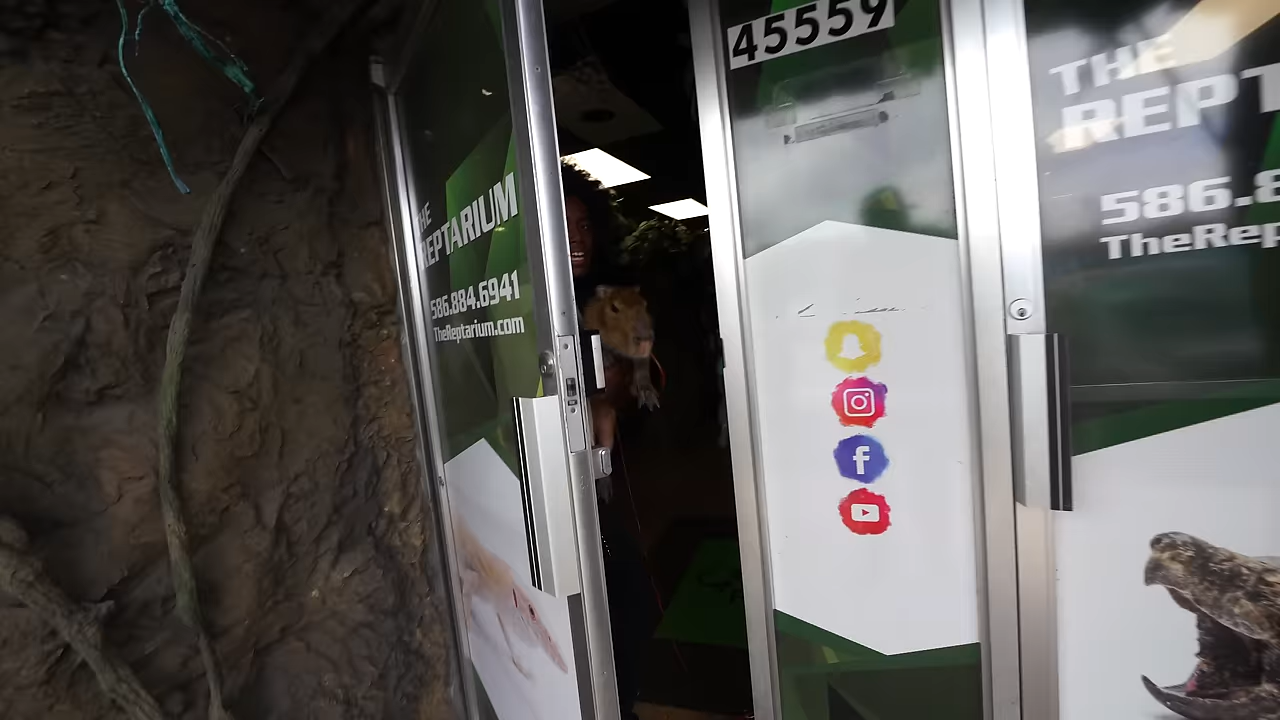 THE
REPTARIUM
586.884.6941
TheReptarium.com
45559
THE
REPT
586.8
TheRep